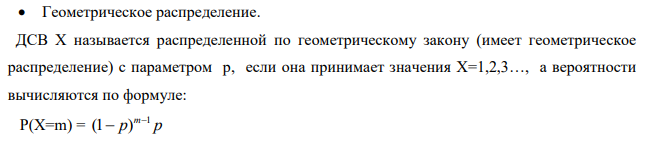 • Геометрическое распределение.
ДСВ X называется распределенной по геометрическому закону (имеет геометрическое
распределение) с параметром p, если она принимает значения X=1,2,3…, а вероятности
вычисляются по формуле:
P(X=m) = (1 − p)^{m−1} p